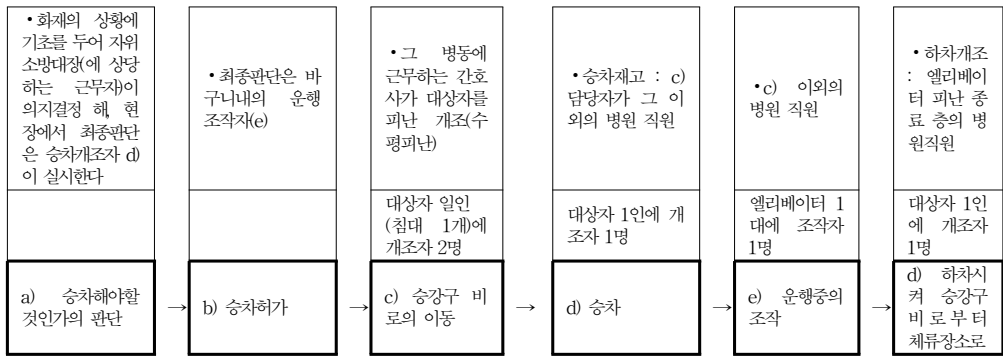 •화재의 상황에
기초를 두어 자위
소방대장(에 상당
하는 근무자)이
의지결정 해, 현
장에서 최종판단
은 승차개조자 d)
이 실시한다
•최종판단은 바
구니내의 운행
조작자(e)
•그 병동에
근무하는 간호
사가 대상자를
피난 개조(수
평피난)
•승차재고 : c)
담당자가 그 이
외의 병원 직원
•c) 이외의
병원 직원
•하차개조
: 엘리베이
터 피난 종
료 층의 병
원직원
대상자 일인
(침대 1개)에
개조자 2명
대상자 1인에 개
조자 1명
엘리베이터 1
대에 조작자
1명
대상자 1인
에 개조자
1명
a) 승차해야할
것인가의 판단
→
b) 승차허가
→
c) 승강구 비
로의 이동
→
d) 승차
→
e) 운행중의
조작
→
d) 하차시
켜 승강구
비로부터
체류장소로